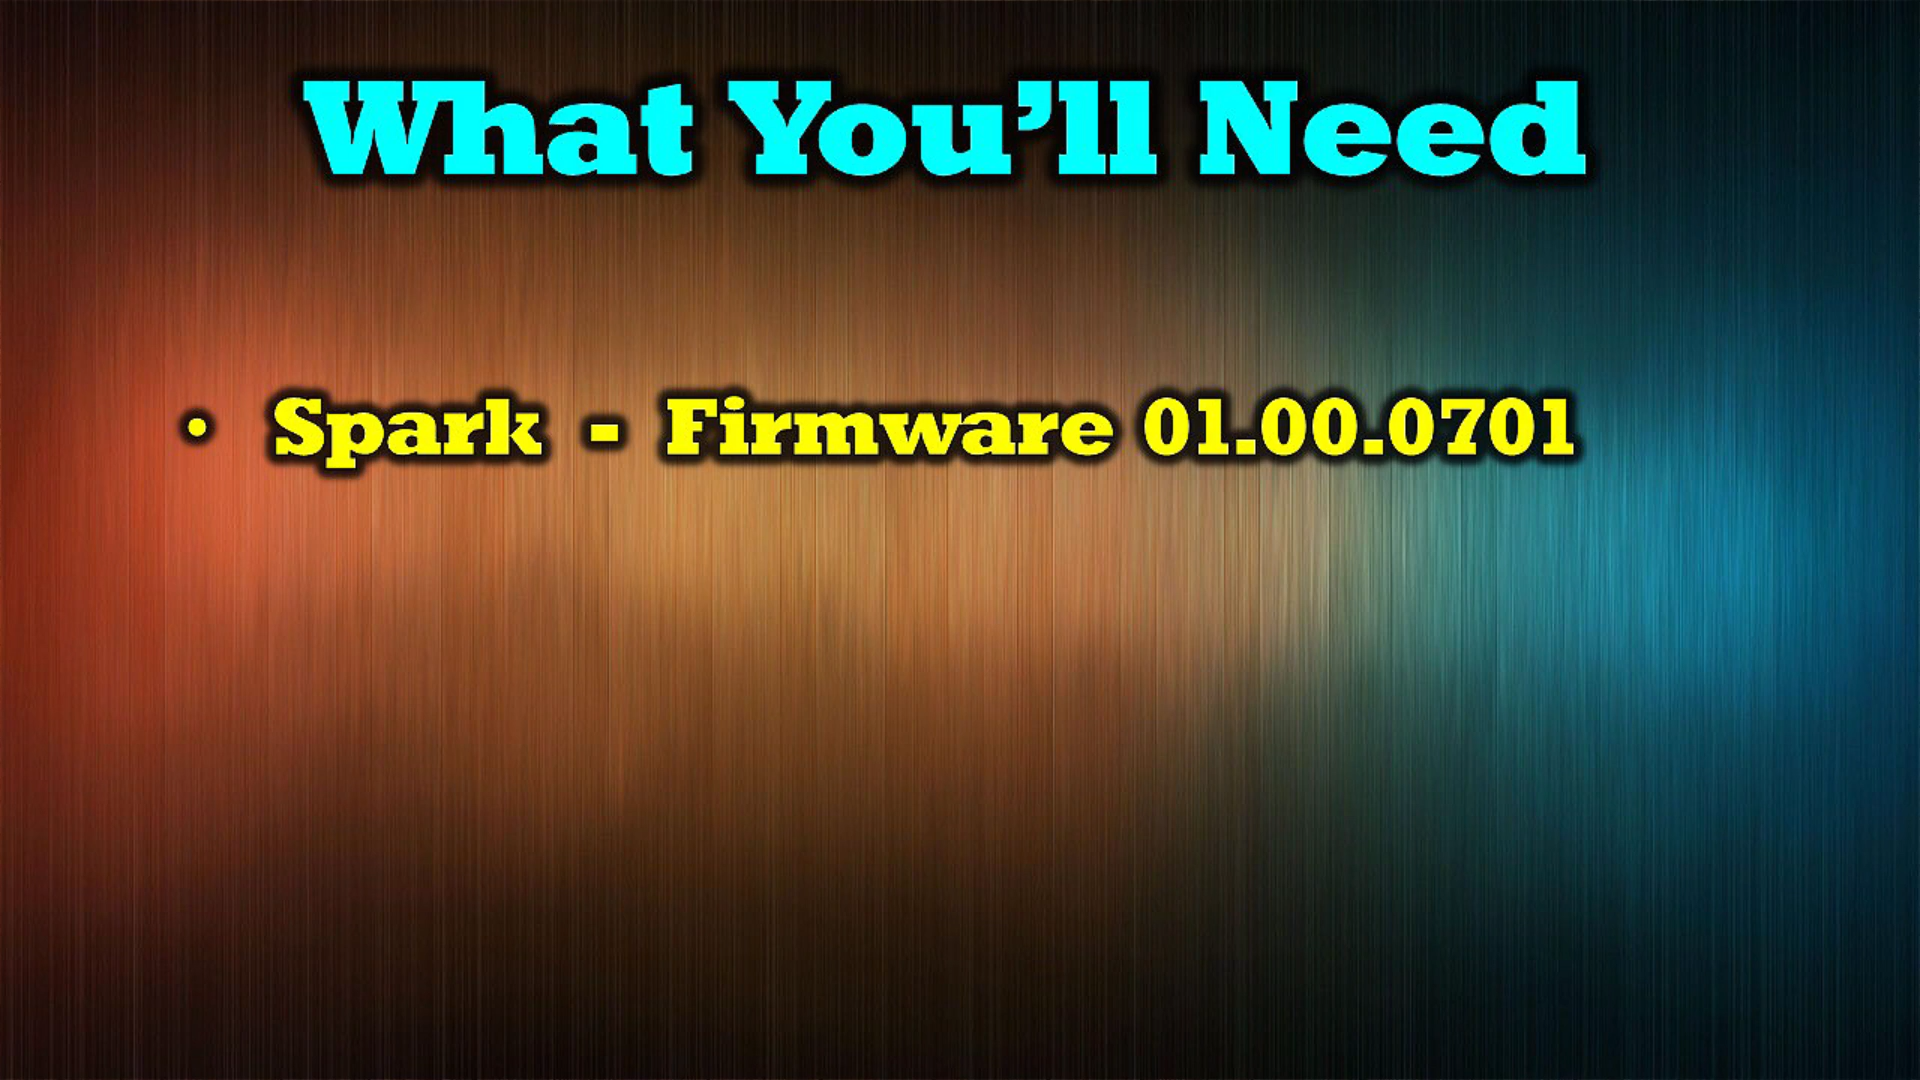 What You’ll Need
• Spark - Firmware 01.00.0701